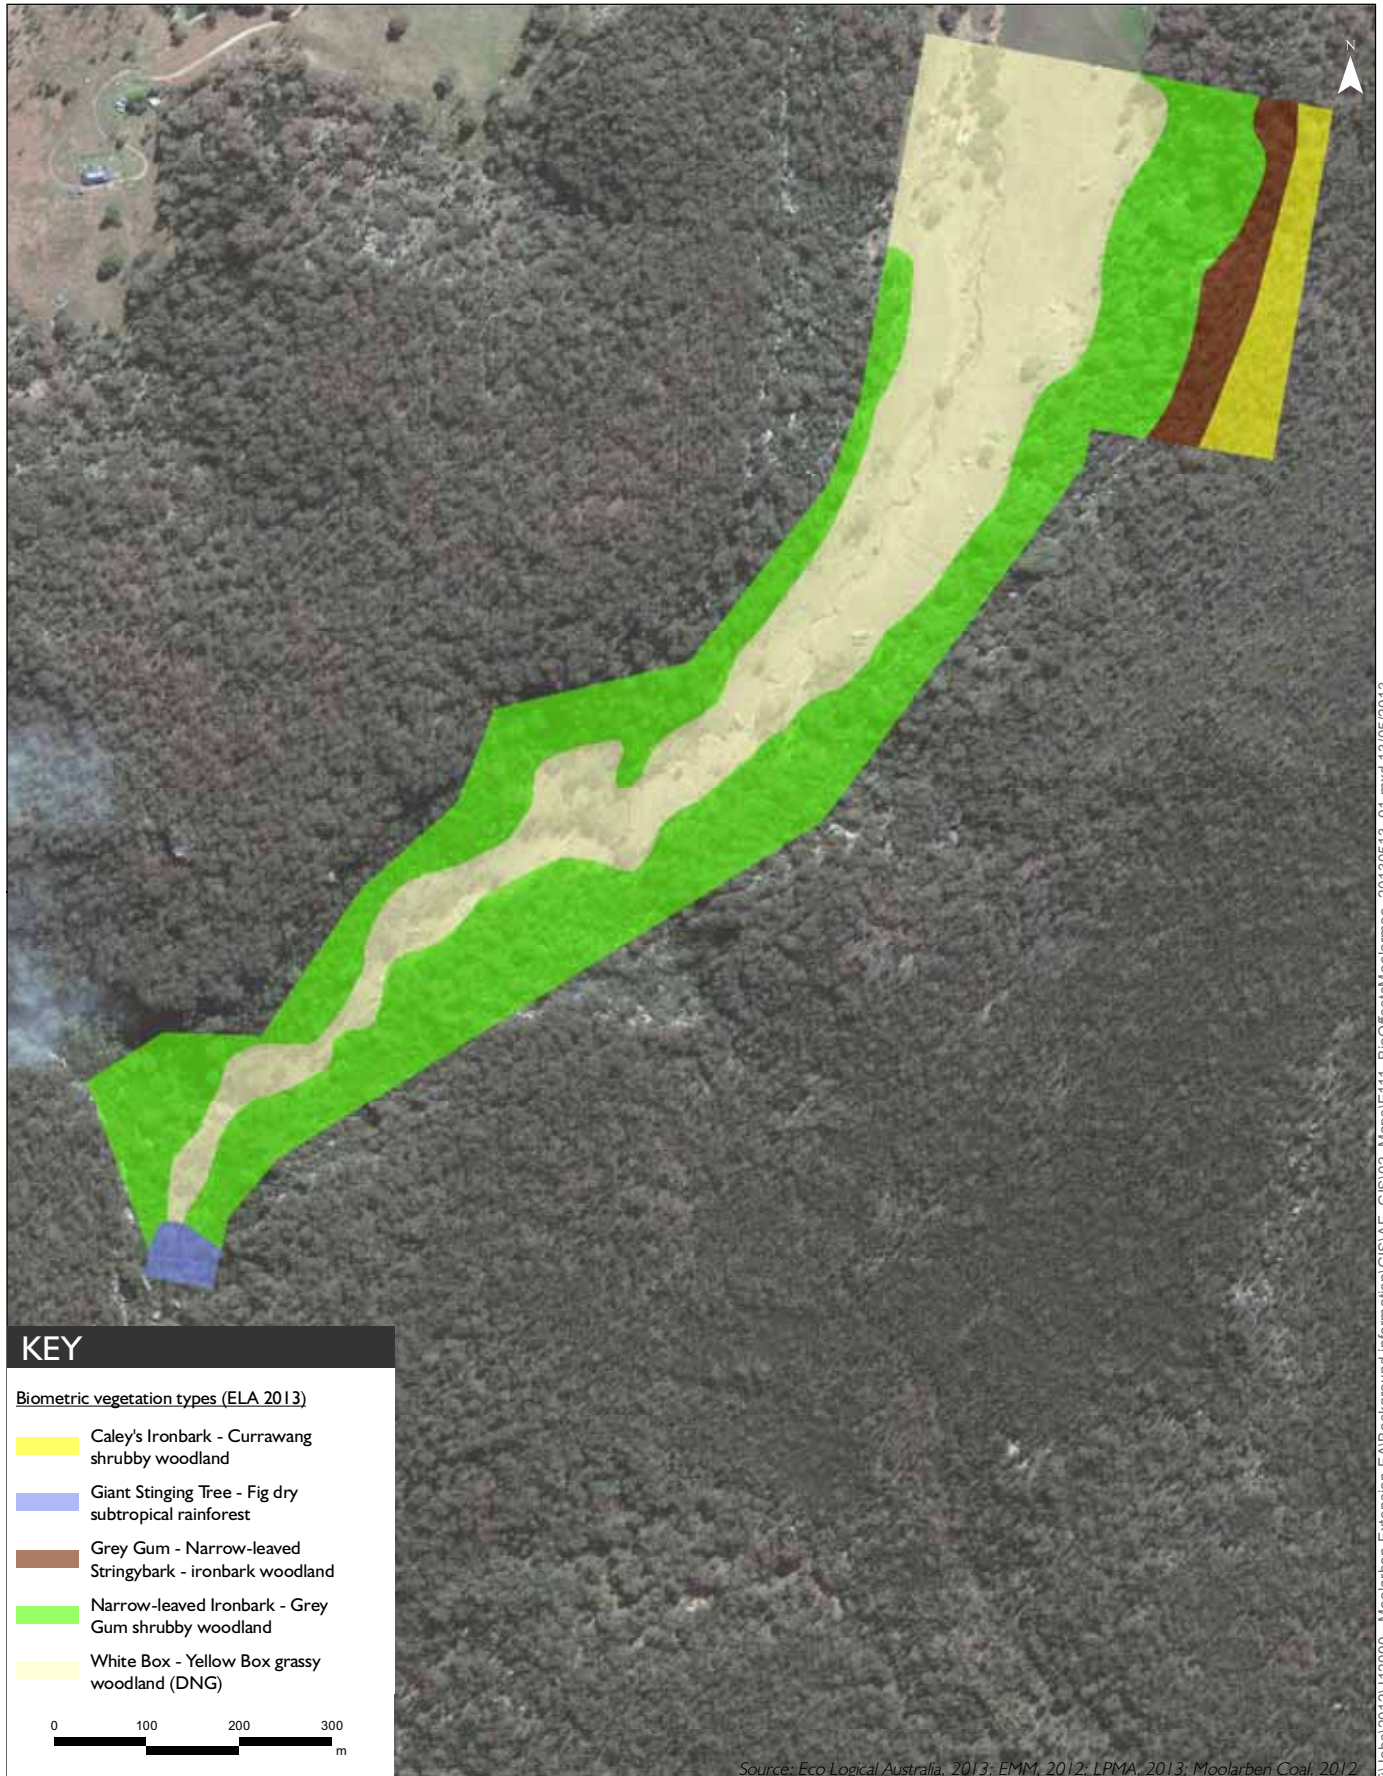 N
KEY
Biometric vegetation types (ELA 2013)
Caley's Ironbark - Currawang
shrubby woodland
Giant Stinging Tree - Fig dry
subtropical rainforest
Grey Gum - Narrow-leaved
Stringybark - ironbark woodland
Narrow-leaved Ironbark - Grey
Gum shrubby woodland
White Box - Yellow Box grassy
woodland (DNG)
0 100 200 300
m
Source: Eco Logical Australia, 2013; EMM, 2012; LPMA, 2013; Moolarben Coal, 2012